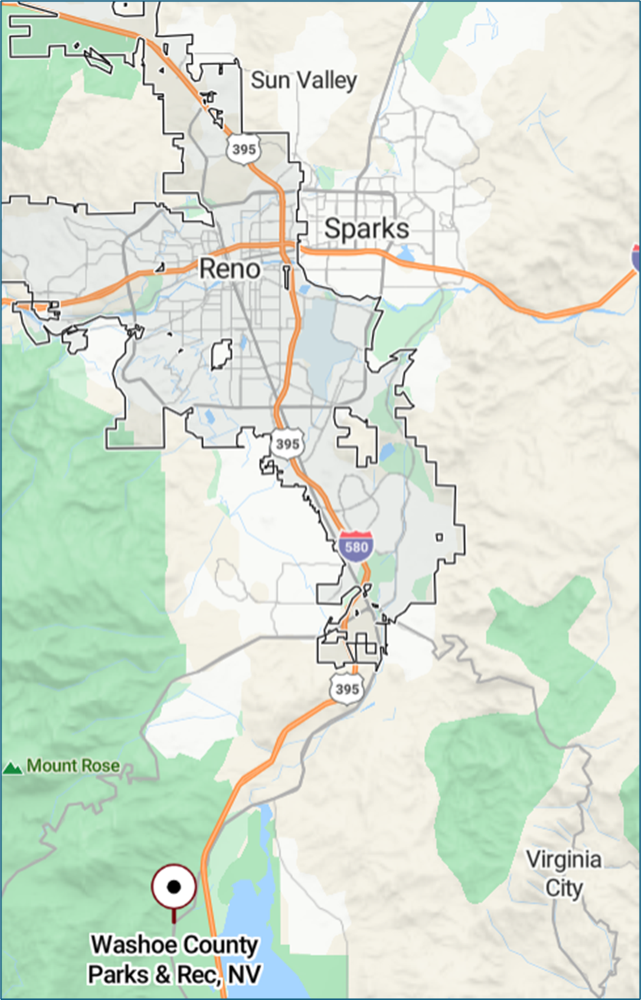 Sun Valley
395
Sparks
Reno
395
580
395
Mount Rose
Virginia
City
Washoe County
Parks & Rec, NV